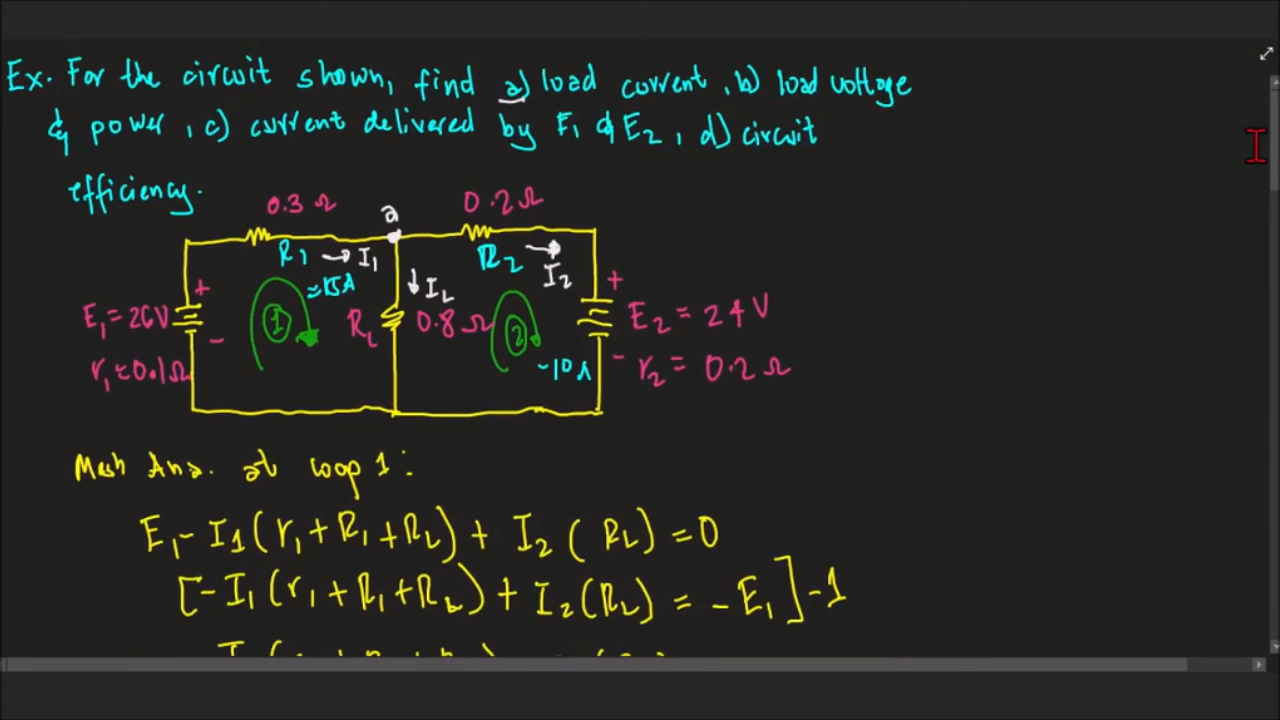 Ex. For the circuit shown, find a) load current, b) load voltage
& power, c) current delivered by E1 & E2, d) circuit
efficiency.
0.3 Ω
a
0.2 Ω
R1 → I1
R2 →
I2
≈15A
↓ IL
+
+
E1 = 26V
1
RL
0.8 Ω
2
E2 = 24V
-
-
r1 = 0.1Ω
-10A
r2 = 0.2 Ω
Mesh Ana. at loop 1:
E1 - I1 (r1 + R1 + RL) + I2 (RL) = 0
[-I1 (r1 + R1 + RL) + I2 (RL) = -E1] -1